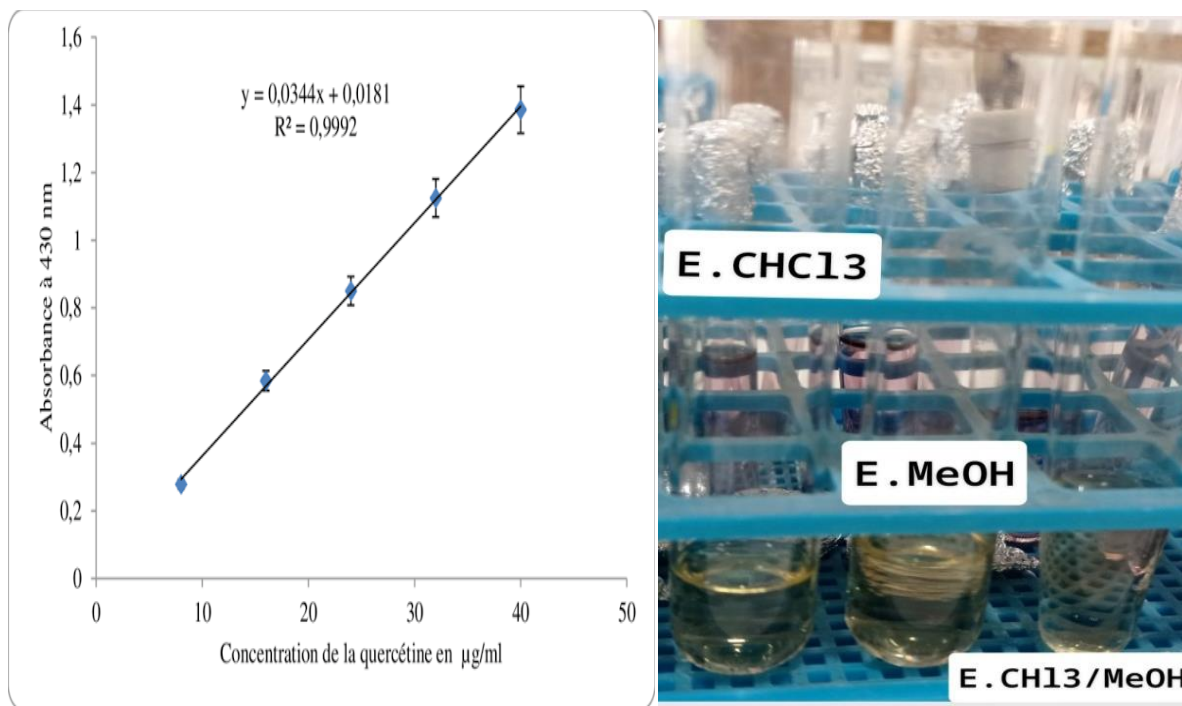 1,6
1,4
1,2
1
0,8
0,6
0,4
0,2
0
0
10
20
30
40
50
Absorbance à 430 nm
y = 0,0344x + 0,0181
R² = 0,9992
Concentration de la quercétine en µg/ml
E.CHCl3
E.MeOH
E.CHl3/MeOH